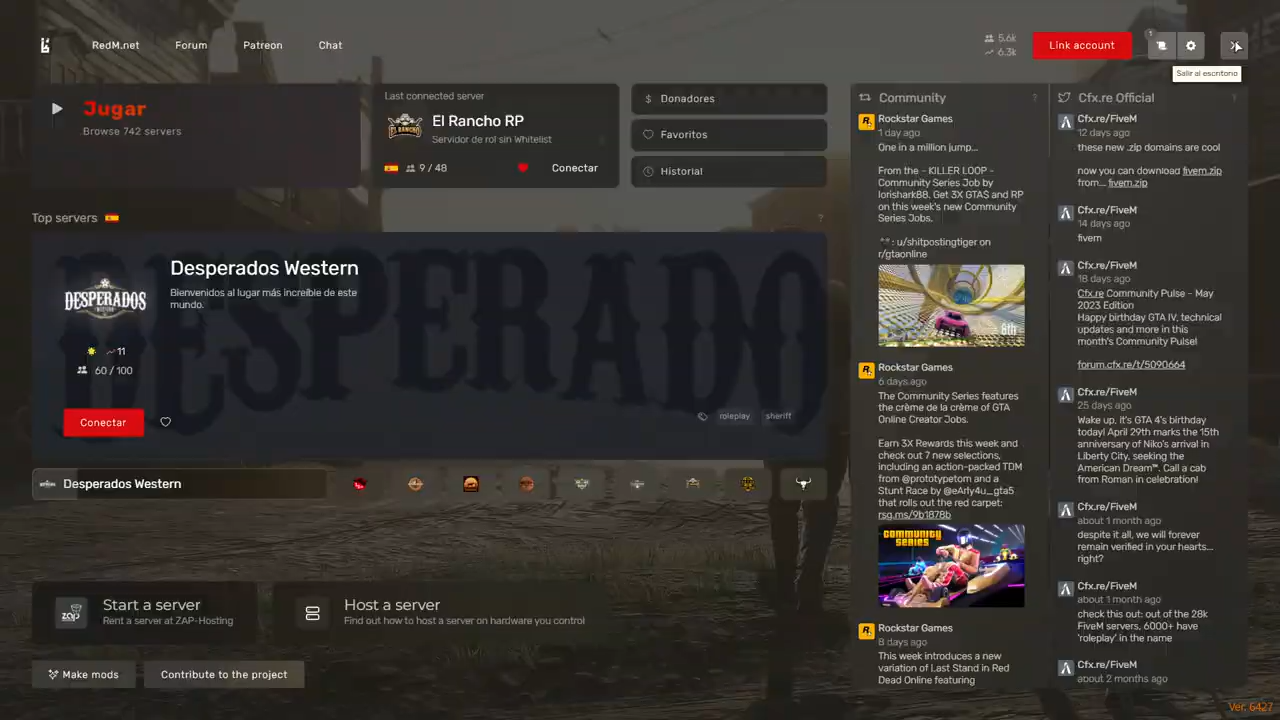 RedM.net
Forum
Patreon
Chat
5.6k
6.3k
Link account
1
Salir al escritorio
Jugar
Browse 742 servers
Last connected server
EL RANCHO
El Rancho RP
Servidor de rol sin Whitelist
9 / 48
Conectar
$ Donadores
Favoritos
Historial
Top servers
?
DESPERADO
DESPERADOS
Desperados Western
Bienvenidos al lugar más increíble de este
mundo.
11
60 / 100
Conectar
roleplay
sheriff
Desperados Western
zap
Start a server
Rent a server at ZAP-Hosting
Host a server
Find out how to host a server on hardware you control
Make mods
Contribute to the project
Community
?
Rockstar Games
1 day ago
One in a million jump...
From the - KILLER LOOP -
Community Series Job by
lorishark88. Get 3X GTA$ and RP
on this week's new Community
Series Jobs.
: u/shitpostingtiger on
r/gtaonline
8th
Rockstar Games
6 days ago
The Community Series features
the crème de la crème of GTA
Online Creator Jobs.
Earn 3X Rewards this week and
check out 7 new selections,
including an action-packed TDM
from @prototypetom and a
Stunt Race by @eArly4u_gta5
that rolls out the red carpet:
rsg.ms/9b1878b
COMMUNITY
SERIES
Rockstar Games
8 days ago
This week introduces a new
variation of Last Stand in Red
Dead Online featuring
Cfx.re Official
?
Cfx.re/FiveM
12 days ago
these new .zip domains are cool
now you can download fivem.zip
from... fivem.zip
Cfx.re/FiveM
14 days ago
fivem
Cfx.re/FiveM
18 days ago
Cfx.re Community Pulse - May
2023 Edition
Happy birthday GTA IV, technical
updates and more in this
month's Community Pulse!
forum.cfx.re/t/5090664
Cfx.re/FiveM
25 days ago
Wake up, it's GTA 4's birthday
today! April 29th marks the 15th
anniversary of Niko's arrival in
Liberty City, seeking the
American Dream™. Call a cab
from Roman in celebration!
Cfx.re/FiveM
about 1 month ago
despite it all, we will forever
remain verified in your hearts...
right?
Cfx.re/FiveM
about 1 month ago
check this out: out of the 28k
FiveM servers, 6000+ have
'roleplay' in the name
Cfx.re/FiveM
about 2 months ago
Ver. 6427